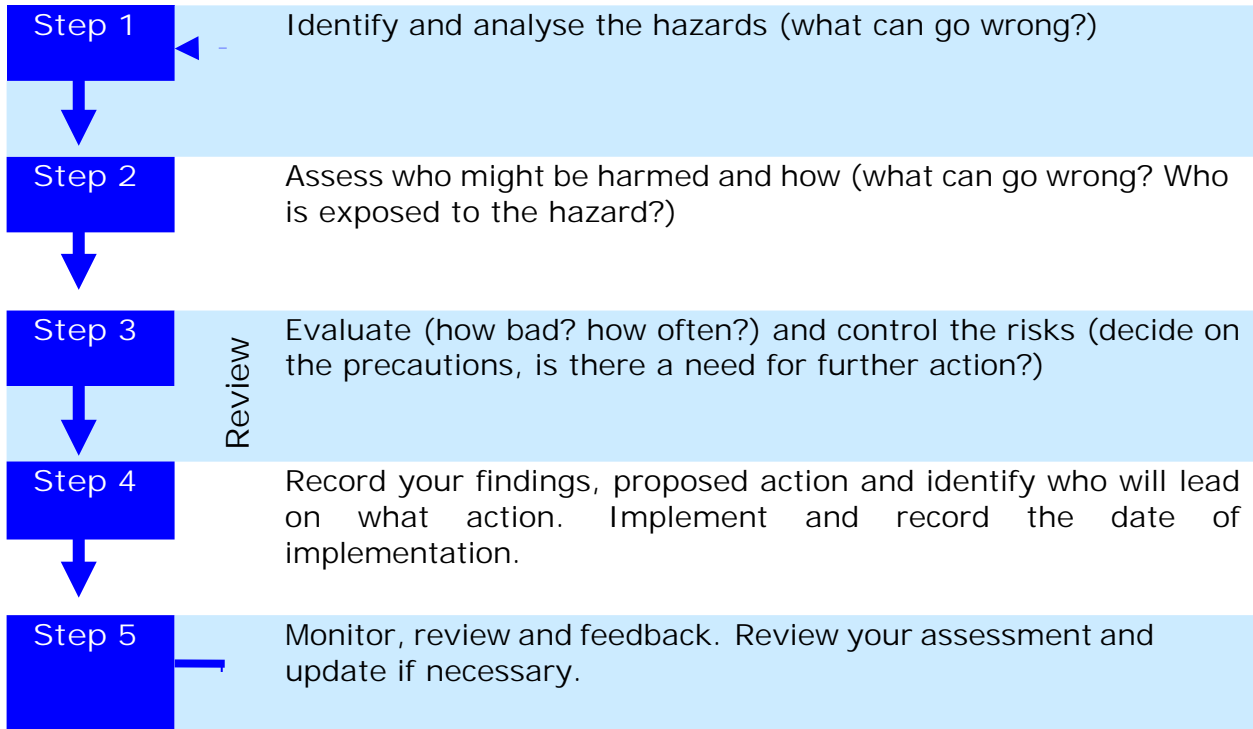 Step 1
Identify and analyse the hazards (what can go wrong?)
Step 2
Assess who might be harmed and how (what can go wrong? Who
is exposed to the hazard?)
Step 3
Evaluate (how bad? how often?) and control the risks (decide on
the precautions, is there a need for further action?)
Review
Step 4
Record your findings, proposed action and identify who will lead
on what action. Implement and record the date of
implementation.
Step 5
Monitor, review and feedback. Review your assessment and
update if necessary.